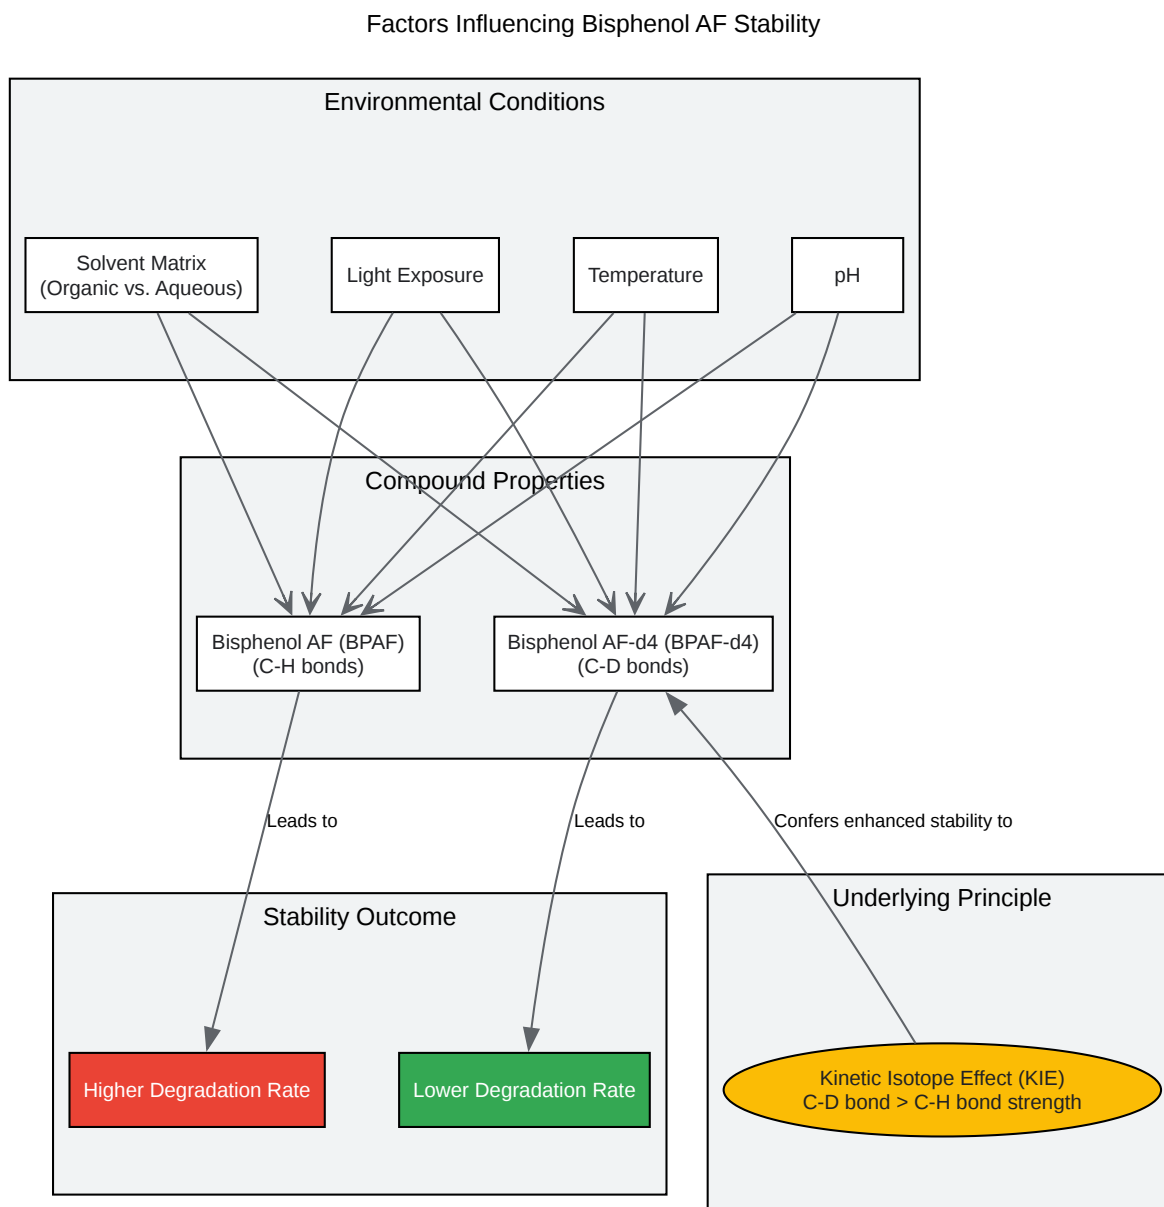 Factors Influencing Bisphenol AF Stability
Environmental Conditions
Solvent Matrix
(Organic vs. Aqueous)
Light Exposure
Temperature
pH
Compound Properties
Bisphenol AF (BPAF)
(C-H bonds)
Bisphenol AF-d4 (BPAF-d4)
(C-D bonds)
Leads to
Leads to
Confers enhanced stability to
Stability Outcome
Higher Degradation Rate
Lower Degradation Rate
Underlying Principle
Kinetic Isotope Effect (KIE)
C-D bond > C-H bond strength